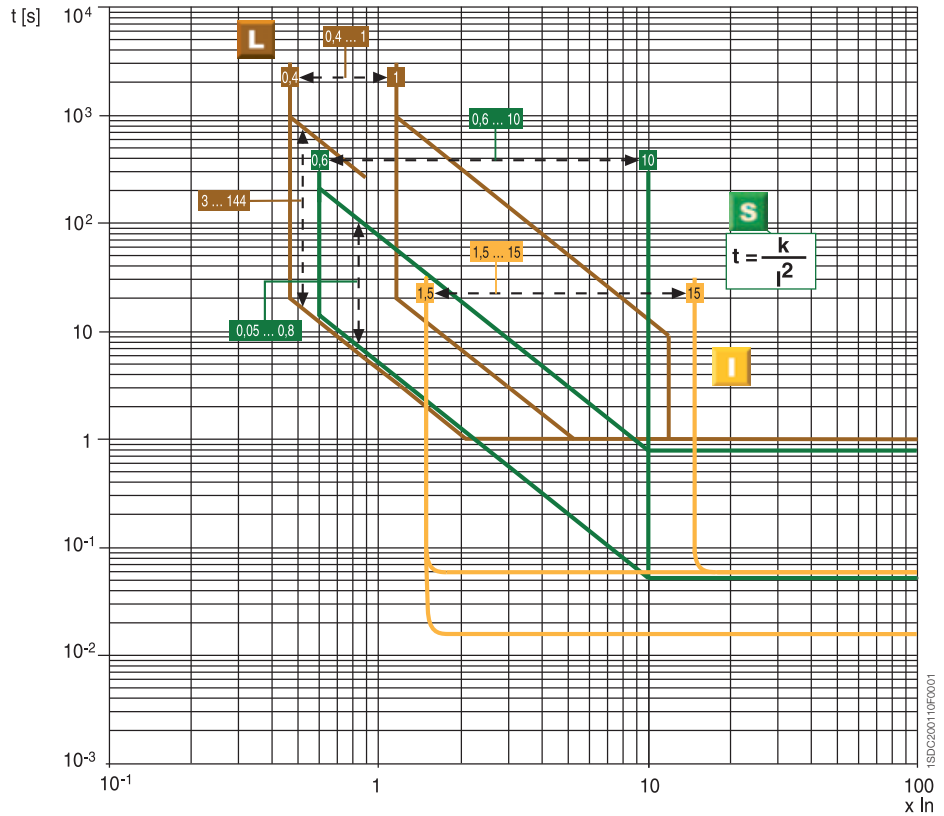 t [s]
10⁴
L
0,4 ... 1
0,4
1
10³
0,6 ... 10
0,6
10
3 ... 144
S
10²
t = k
I²
1,5 ... 15
1,5
15
0,05 ... 0,8
10
I
1
10⁻¹
10⁻²
10⁻³
10⁻¹
1
10
100
x In
1SDC200110F0001